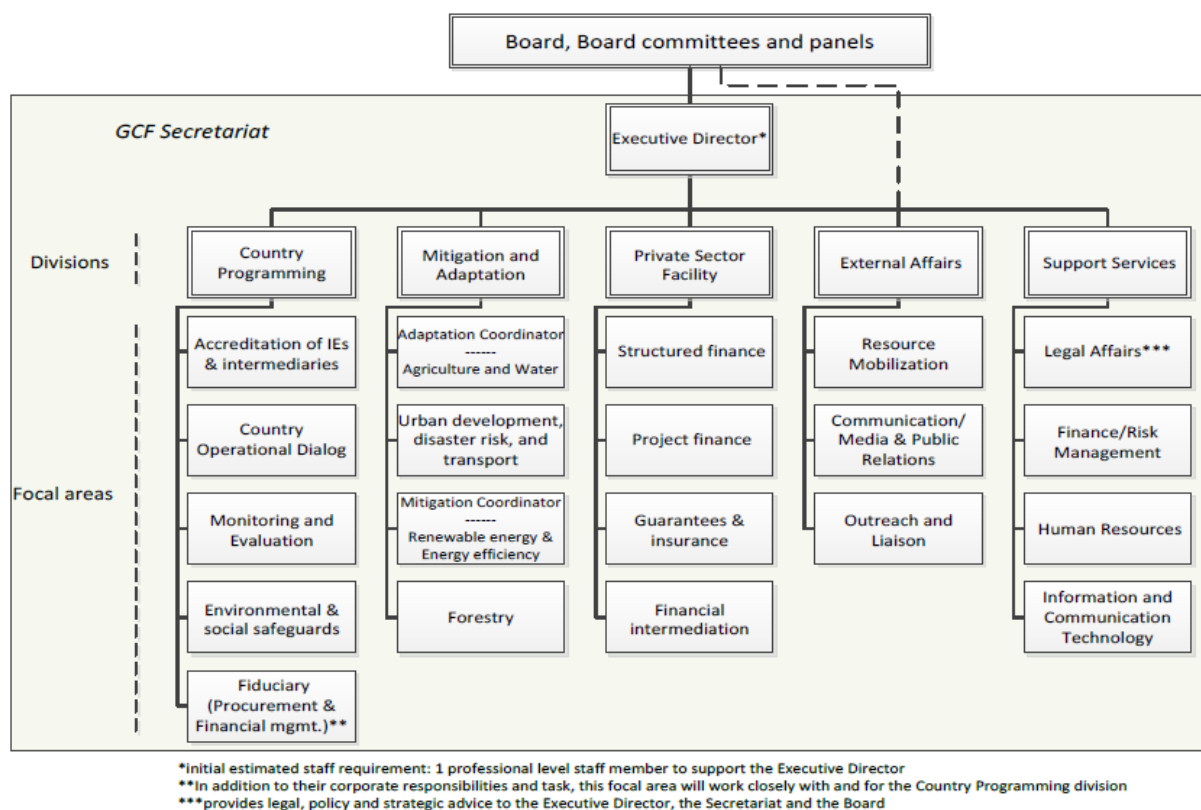 Board, Board committees and panels
GCF Secretariat
Executive Director*
Divisions
Country
Programming
Mitigation and
Adaptation
Private Sector
Facility
External Affairs
Support Services
Focal areas
Accreditation of IEs
& intermediaries
Country
Operational Dialog
Monitoring and
Evaluation
Environmental &
social safeguards
Fiduciary
(Procurement &
Financial mgmt.)**
Adaptation Coordinator
------
Agriculture and Water
Urban development,
disaster risk, and
transport
Mitigation Coordinator
------
Renewable energy &
Energy efficiency
Forestry
Structured finance
Project finance
Guarantees &
insurance
Financial
intermediation
Resource
Mobilization
Communication/
Media & Public
Relations
Outreach and
Liaison
Legal Affairs***
Finance/Risk
Management
Human Resources
Information and
Communication
Technology
*initial estimated staff requirement: 1 professional level staff member to support the Executive Director
**In addition to their corporate responsibilities and task, this focal area will work closely with and for the Country Programming division
***provides legal, policy and strategic advice to the Executive Director, the Secretariat and the Board